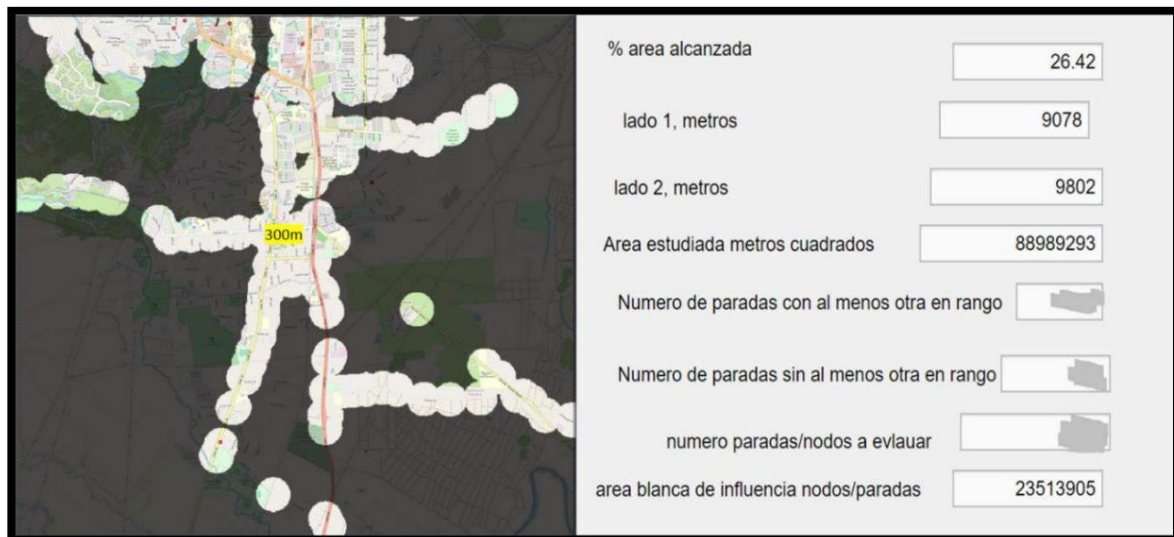 300m
% area alcanzada
26.42
lado 1, metros
9078
lado 2, metros
9802
Area estudiada metros cuadrados
88989293
Numero de paradas con al menos otra en rango
Numero de paradas sin al menos otra en rango
numero paradas/nodos a evlauar
area blanca de influencia nodos/paradas
23513905